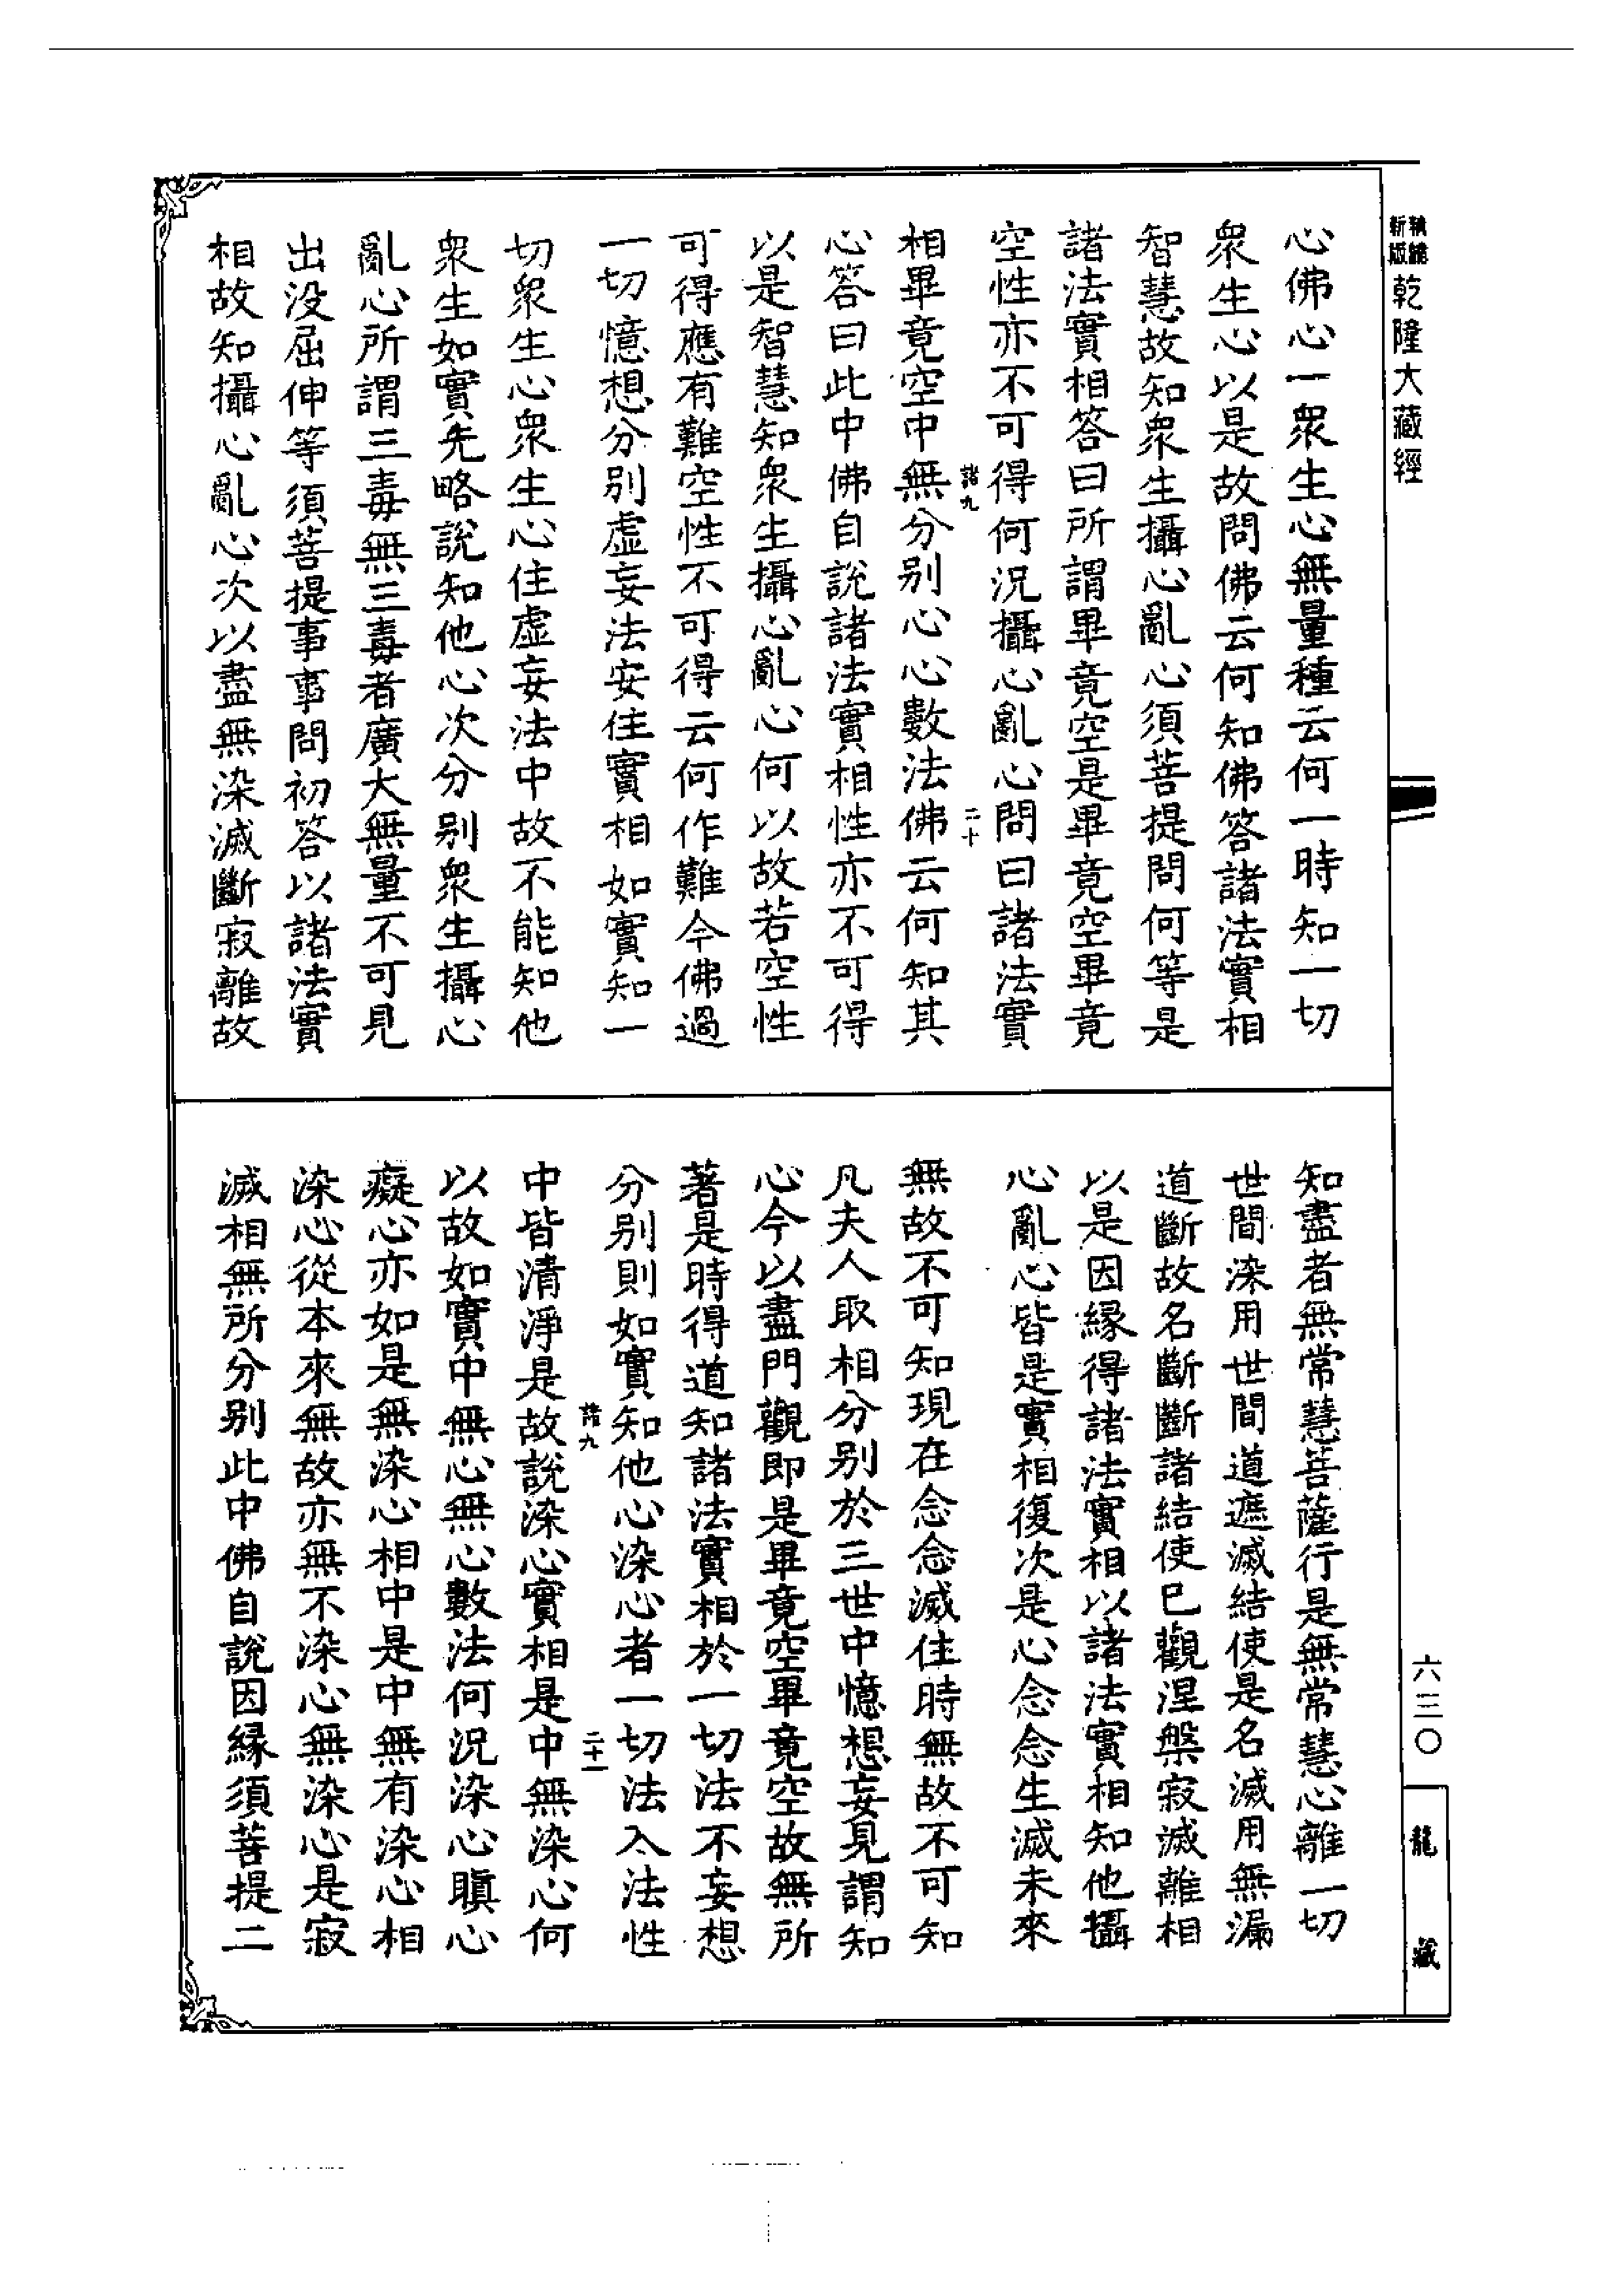 新版
乾隆大藏經
心佛心一衆生心無量種云何一時知一切
衆生心以是故問佛云何知佛答諸法實相
智慧故知衆生攝心亂心須菩提問何等是
諸法實相答曰所謂畢竟空是畢竟空畢竟
空性亦不可得何況攝心亂心問曰諸法實
諸九
二十
相畢竟空中無分別心心數法佛云何知其
心答曰此中佛自說諸法實相性亦不可得
以是智慧知衆生攝心亂心何以故若空性
可得應有難空性不可得云何作難今佛過
一切憶想分別虛妄法安住實相如實知一
切衆生心衆生心住虛妄法中故不能知他
衆生如實先略說知他心次分別衆生攝心
亂心所謂三毒無三毒者廣大無量不可見
出没屈伸等須菩提事事問初答以諸法實
相故知攝心亂心次以盡無染滅斷寂離故
知盡者無常慧菩薩行是無常慧心離一切
世間染用世間道遮滅結使是名滅用無漏
道斷故名斷斷諸結使已觀涅槃寂滅離相
以是因緣得諸法實相以諸法實相知他攝
心亂心皆是實相復次是心念念生滅未來
無故不可知現在念念滅住時無故不可知
凡夫人取相分別於三世中憶想妄見謂知
心今以盡門觀即是畢竟空畢竟空故無所
著是時得道知諸法實相於一切法不妄想
分別則如實知他心染心者一切法入法性
諸九
二十一
中皆清淨是故說染心實相是中無染心何
以故如實中無心無心數法何況染心瞋心
癡心亦如是無染心相中是中無有染心相
染心從本來無故亦無不染心無染心是寂
滅相無所分別此中佛自說因緣須菩提二
六三〇
龍藏